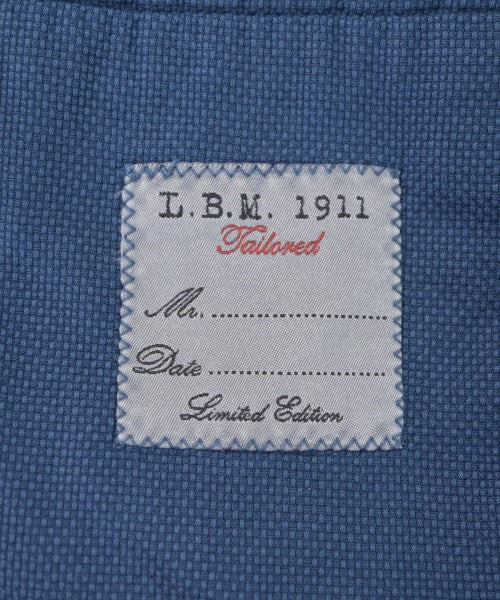 L.B.M. 1911
Tailored
Mr. ........................................
Date ........................................
Limited Edition